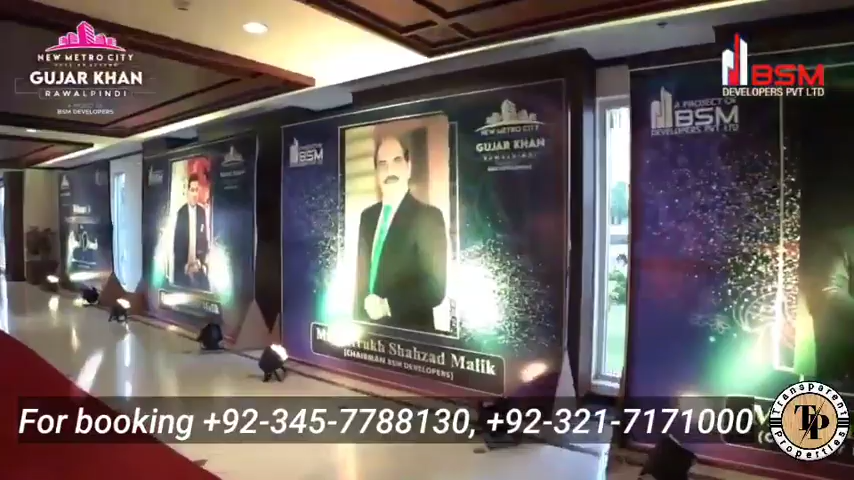 NEW METRO CITY
GUJAR KHAN
RAWALPINDI
A PROJECT OF
BSM DEVELOPERS
BSM
DEVELOPERS PVT LTD
A PROJECT OF
BSM
DEVELOPERS PVT LTD
BSM
NEW METRO CITY
GUJAR KHAN
RAWALPINDI
Shahzad Malik
(CHAIRMAN BSM DEVELOPERS)
Malik
For booking +92-345-7788130, +92-321-7171000
TRANSPARENT
TP
PROPERTIES